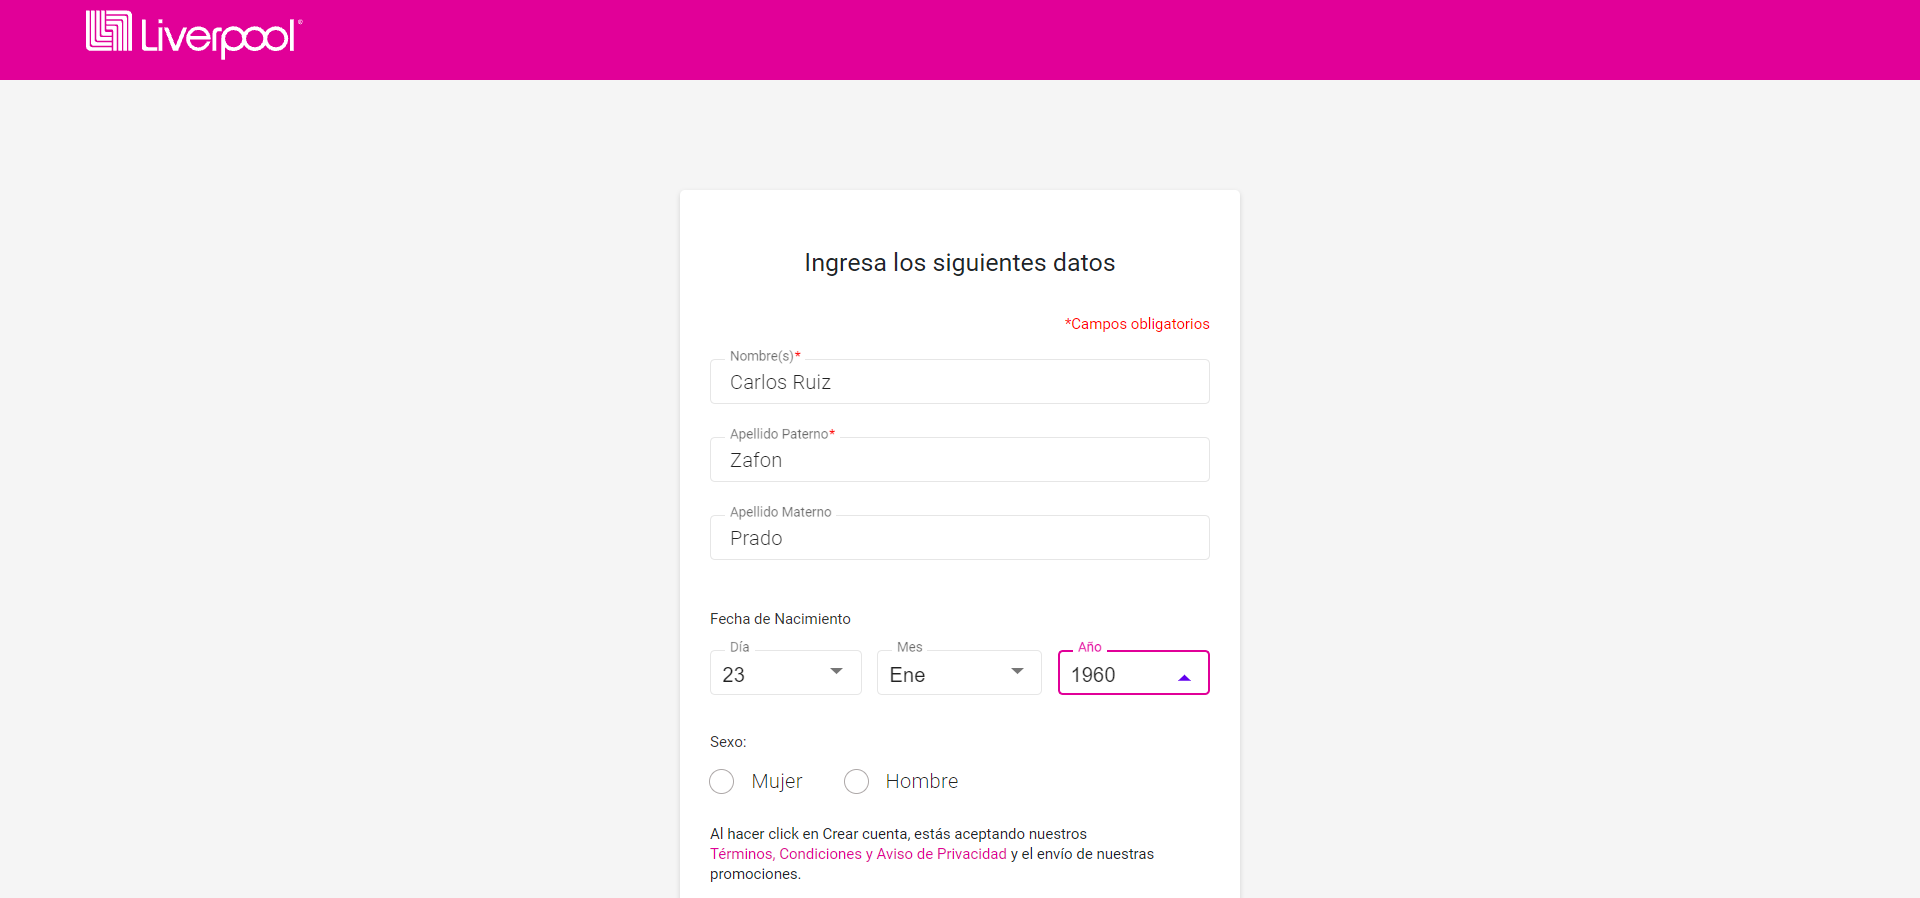 Liverpool®
Ingresa los siguientes datos
*Campos obligatorios
Nombre(s)*
Carlos Ruiz
Apellido Paterno*
Zafon
Apellido Materno
Prado
Fecha de Nacimiento
Día Mes Año
23 Ene 1960
Sexo:
Mujer Hombre
Al hacer click en Crear cuenta, estás aceptando nuestros
Términos, Condiciones y Aviso de Privacidad y el envío de nuestras
promociones.